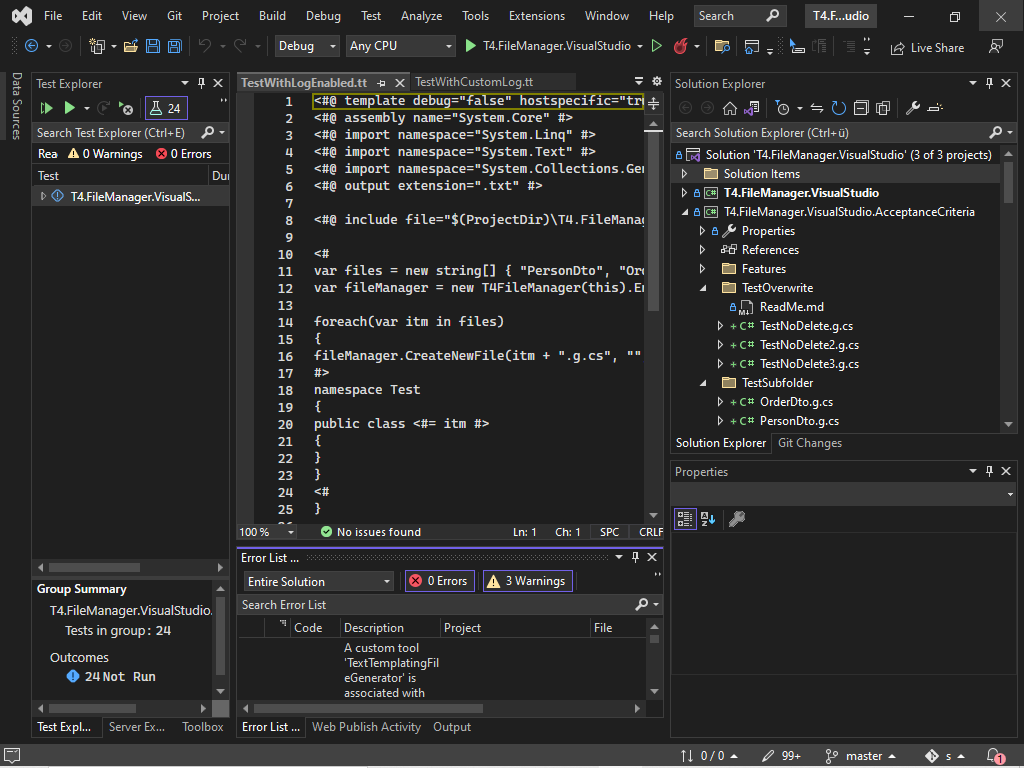 File Edit View Git Project Build Debug Test Analyze Tools Extensions Window Help Search T4.F...udio
Debug Any CPU T4.FileManager.VisualStudio Live Share
Data Sources
Test Explorer
24
Search Test Explorer (Ctrl+E)
Rea 0 Warnings 0 Errors
Test Du
T4.FileManager.VisualS...
Group Summary
T4.FileManager.VisualStudio.
Tests in group: 24
Outcomes
24 Not Run
Test Expl... Server Ex... Toolbox
TestWithLogEnabled.tt TestWithCustomLog.tt
1 <#@ template debug="false" hostspecific="tr
2 <#@ assembly name="System.Core" #>
3 <#@ import namespace="System.Linq" #>
4 <#@ import namespace="System.Text" #>
5 <#@ import namespace="System.Collections.Gen
6 <#@ output extension=".txt" #>
7
8 <#@ include file="$(ProjectDir)\T4.FileManag
9
10 <#
11 var files = new string[] { "PersonDto", "Or
12 var fileManager = new T4FileManager(this).En
13
14 foreach(var itm in files)
15 {
16 fileManager.CreateNewFile(itm + ".g.cs", ""
17 #>
18 namespace Test
19 {
20 public class <#= itm #>
21 {
22 }
23 }
24 <#
25 }
100 % No issues found Ln: 1 Ch: 1 SPC CRLF
Error List ...
Entire Solution 0 Errors 3 Warnings
Search Error List
Code Description Project File
A custom tool
'TextTemplatingFil
eGenerator' is
associated with
Error List ... Web Publish Activity Output
Solution Explorer
Search Solution Explorer (Ctrl+ü)
Solution 'T4.FileManager.VisualStudio' (3 of 3 projects)
Solution Items
C# T4.FileManager.VisualStudio
C# T4.FileManager.VisualStudio.AcceptanceCriteria
Properties
References
Features
TestOverwrite
ReadMe.md
C# TestNoDelete.g.cs
C# TestNoDelete2.g.cs
C# TestNoDelete3.g.cs
TestSubfolder
C# OrderDto.g.cs
C# PersonDto.g.cs
Solution Explorer Git Changes
Properties
0 / 0 99+ master s 1